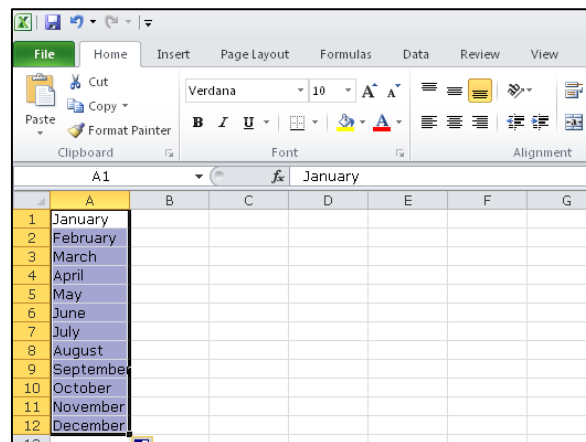 File Home Insert Page Layout Formulas Data Review View
Cut
Copy
Format Painter
Paste
Verdana 10 A A
B I U A
Clipboard Font Alignment
A1 fx January
A B C D E F G
1 January
2 February
3 March
4 April
5 May
6 June
7 July
8 August
9 September
10 October
11 November
12 December